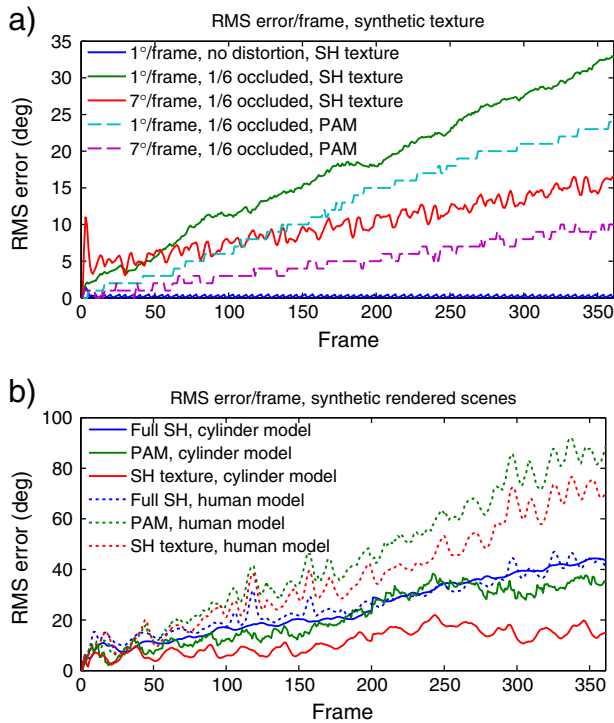 a)
RMS error/frame, synthetic texture
1°/frame, no distortion, SH texture
1°/frame, 1/6 occluded, SH texture
7°/frame, 1/6 occluded, SH texture
1°/frame, 1/6 occluded, PAM
7°/frame, 1/6 occluded, PAM
RMS error (deg)
35
30
25
20
15
10
5
0
0 50 100 150 200 250 300 350
Frame
b)
RMS error/frame, synthetic rendered scenes
Full SH, cylinder model
PAM, cylinder model
SH texture, cylinder model
Full SH, human model
PAM, human model
SH texture, human model
RMS error (deg)
100
80
60
40
20
0
0 50 100 150 200 250 300 350
Frame